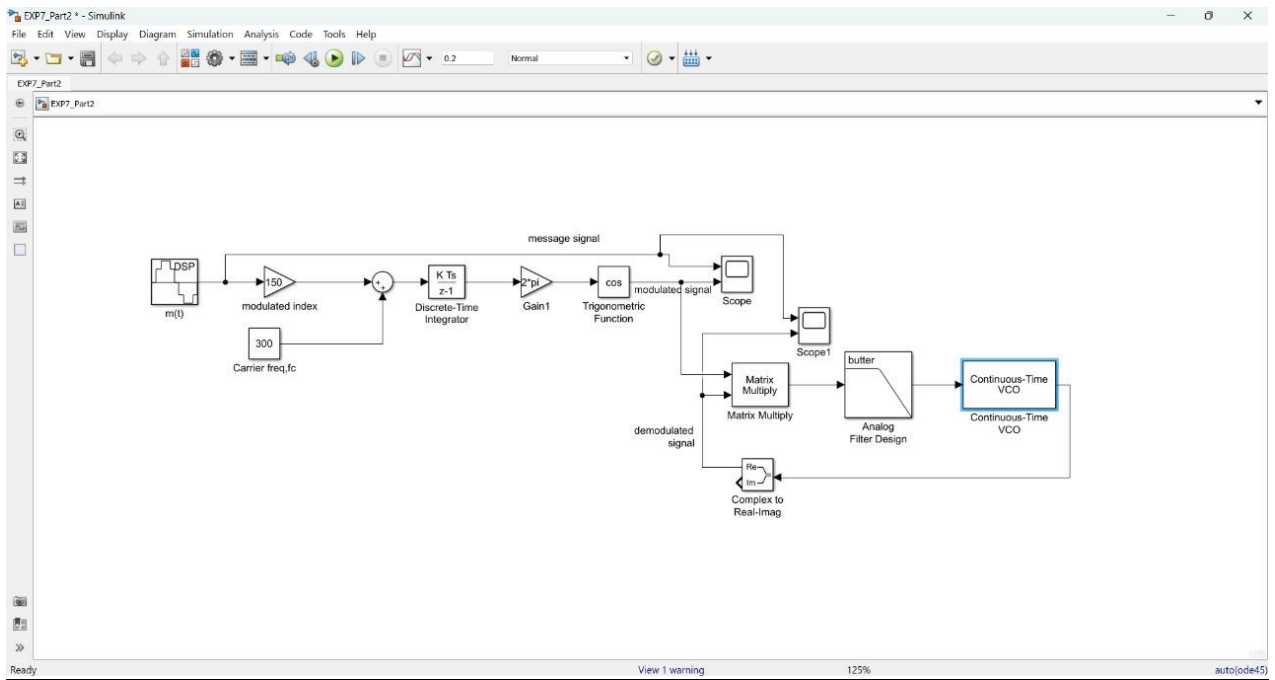 EXP7_Part2 * - Simulink
File Edit View Display Diagram Simulation Analysis Code Tools Help
0.2 Normal
EXP7_Part2
EXP7_Part2
message signal
DSP
m(t)
150
modulated index
300
Carrier freq,fc
+
+
K Ts
z-1
Discrete-Time
Integrator
2*pi
Gain1
cos
Trigonometric
Function
modulated signal
Scope
Scope1
Matrix
Multiply
Matrix Multiply
butter
Analog
Filter Design
Continuous-Time
VCO
Continuous-Time
VCO
demodulated
signal
Re
Im
Complex to
Real-Imag
Ready View 1 warning 125% auto(ode45)